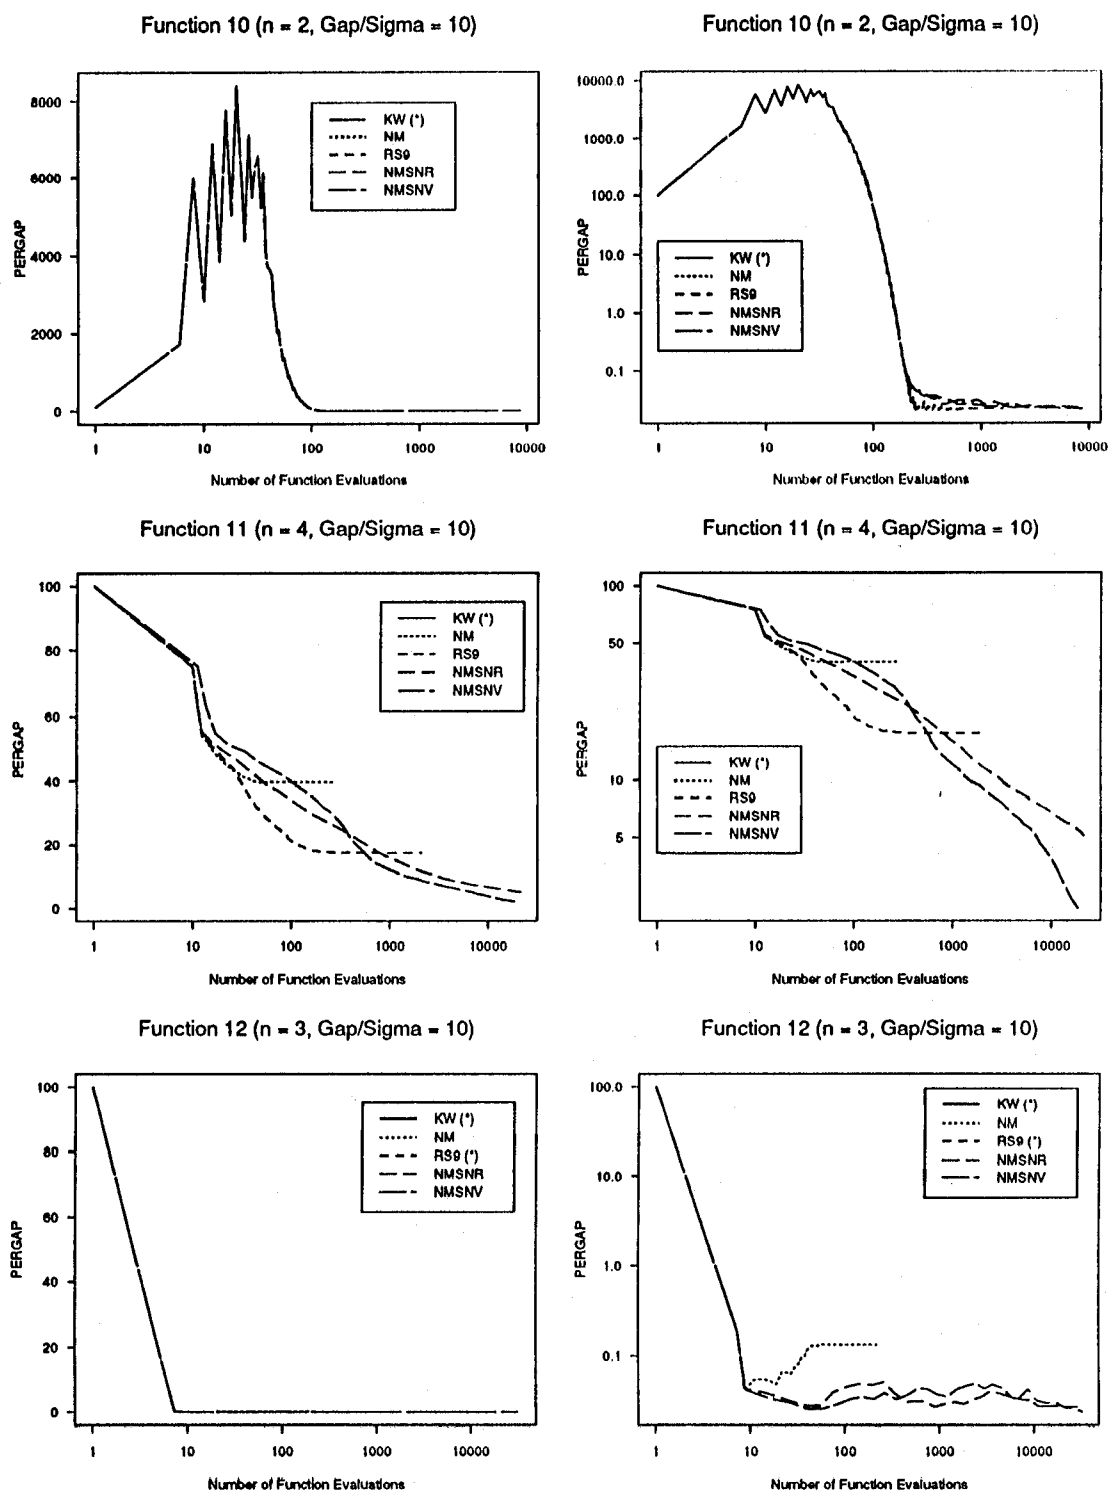 Function 10 (n = 2, Gap/Sigma = 10)
8000
6000
4000
2000
0
PERGAP
KW (*)
NM
RS9
NMSNR
NMSNV
1
10
100
1000
10000
Number of Function Evaluations
Function 10 (n = 2, Gap/Sigma = 10)
10000.0
1000.0
100.0
10.0
1.0
0.1
PERGAP
KW (*)
NM
RS9
NMSNR
NMSNV
1
10
100
1000
10000
Number of Function Evaluations
Function 11 (n = 4, Gap/Sigma = 10)
100
80
60
40
20
0
PERGAP
KW (*)
NM
RS9
NMSNR
NMSNV
1
10
100
1000
10000
Number of Function Evaluations
Function 11 (n = 4, Gap/Sigma = 10)
100
50
10
5
PERGAP
KW (*)
NM
RS9
NMSNR
NMSNV
1
10
100
1000
10000
Number of Function Evaluations
Function 12 (n = 3, Gap/Sigma = 10)
100
80
60
40
20
0
PERGAP
KW (*)
NM
RS9 (*)
NMSNR
NMSNV
1
10
100
1000
10000
Number of Function Evaluations
Function 12 (n = 3, Gap/Sigma = 10)
100.0
10.0
1.0
0.1
PERGAP
KW (*)
NM
RS9 (*)
NMSNR
NMSNV
1
10
100
1000
10000
Number of Function Evaluations